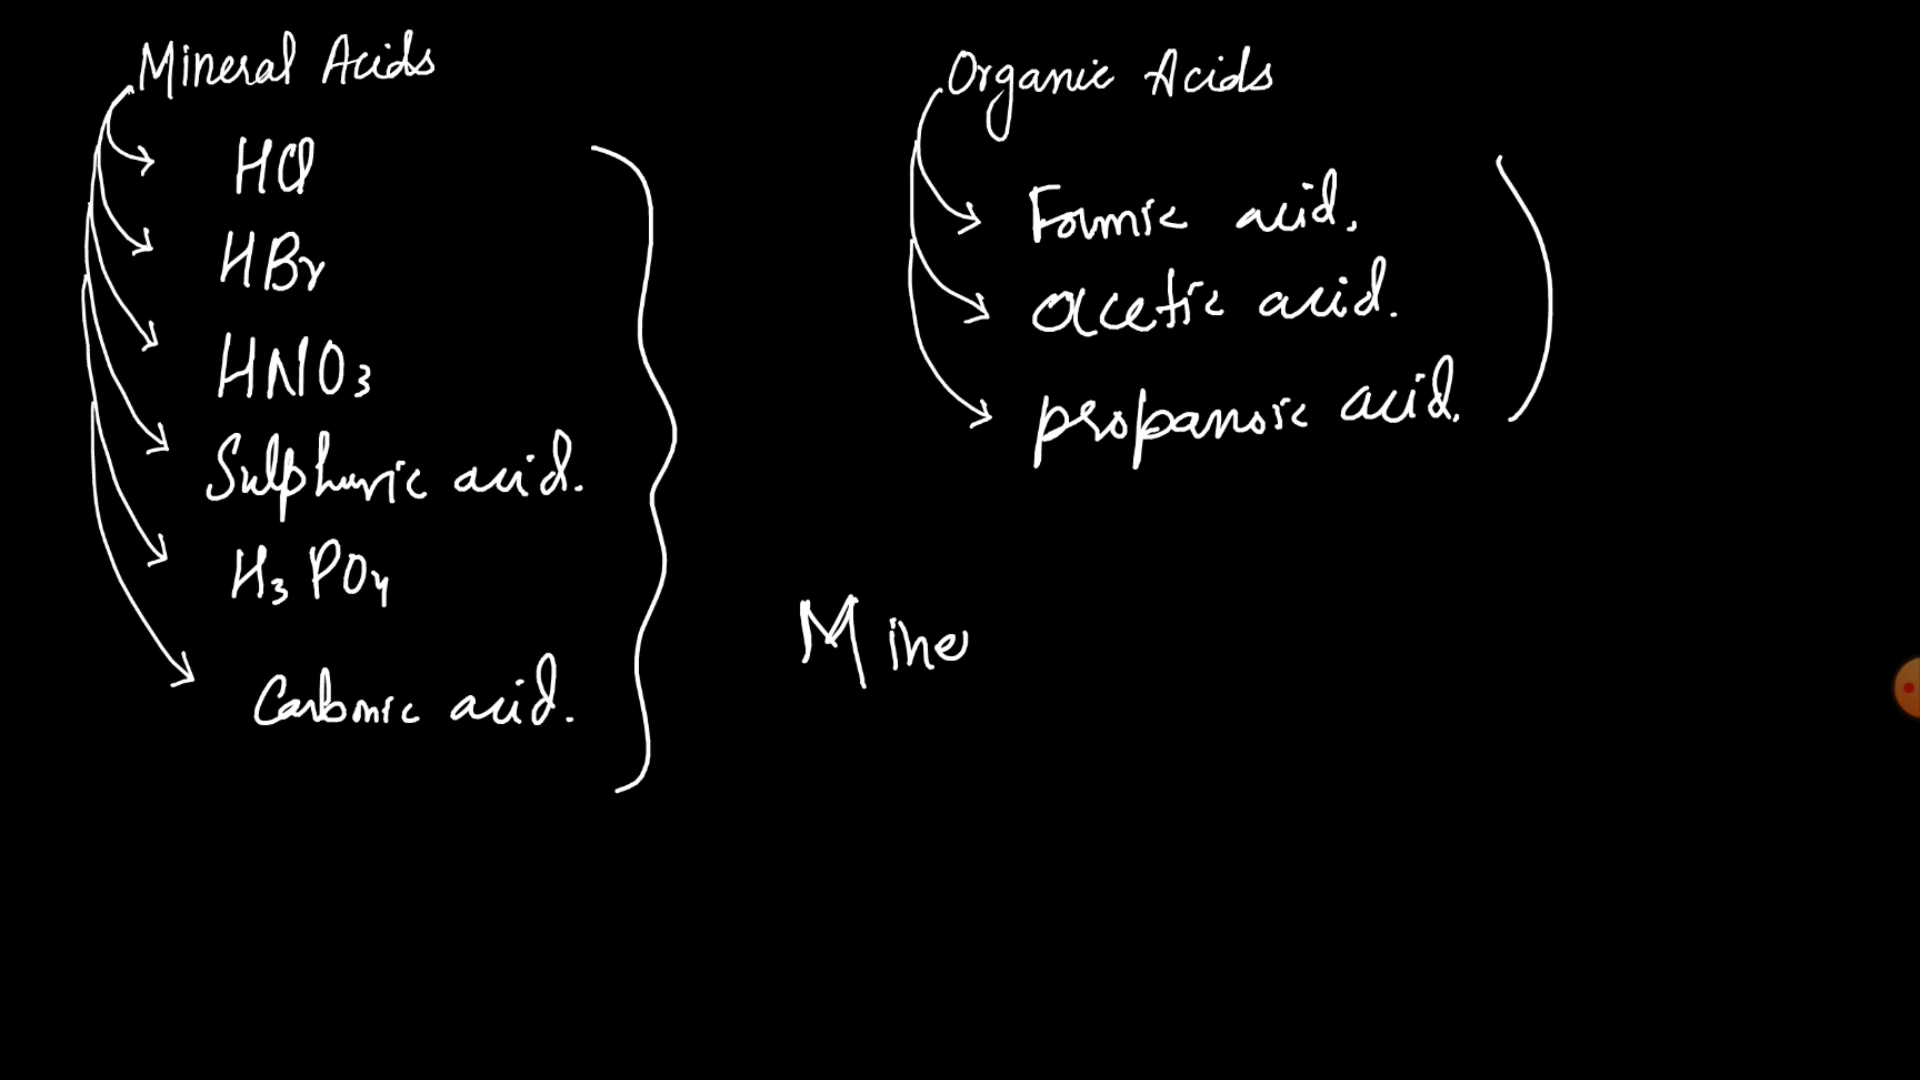 Mineral Acids
HCl
HBr
HNO3
Sulphuric acid.
H3PO4
Carbonic acid.
Organic Acids
Formic acid.
acetic acid.
propanoic acid.
Mine